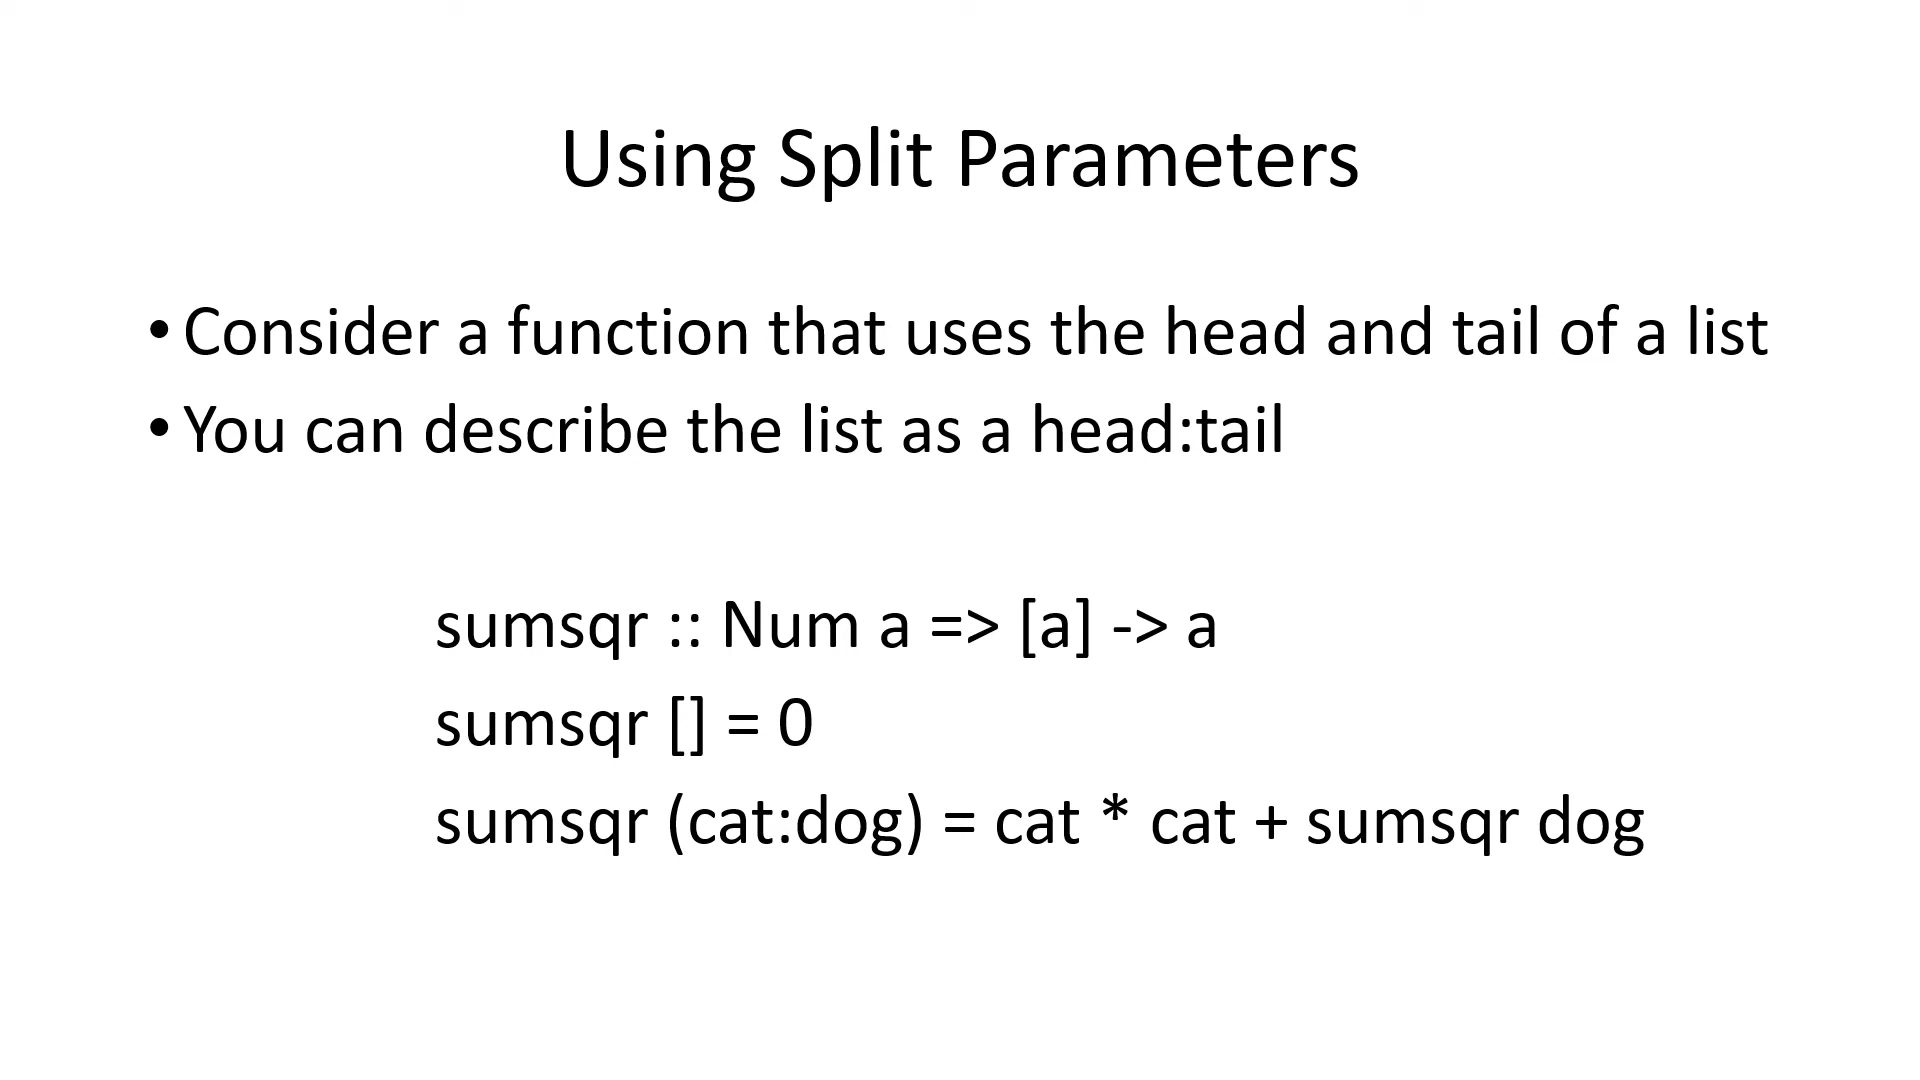 Using Split Parameters
• Consider a function that uses the head and tail of a list
• You can describe the list as a head:tail
sumsqr :: Num a => [a] -> a
sumsqr [] = 0
sumsqr (cat:dog) = cat * cat + sumsqr dog